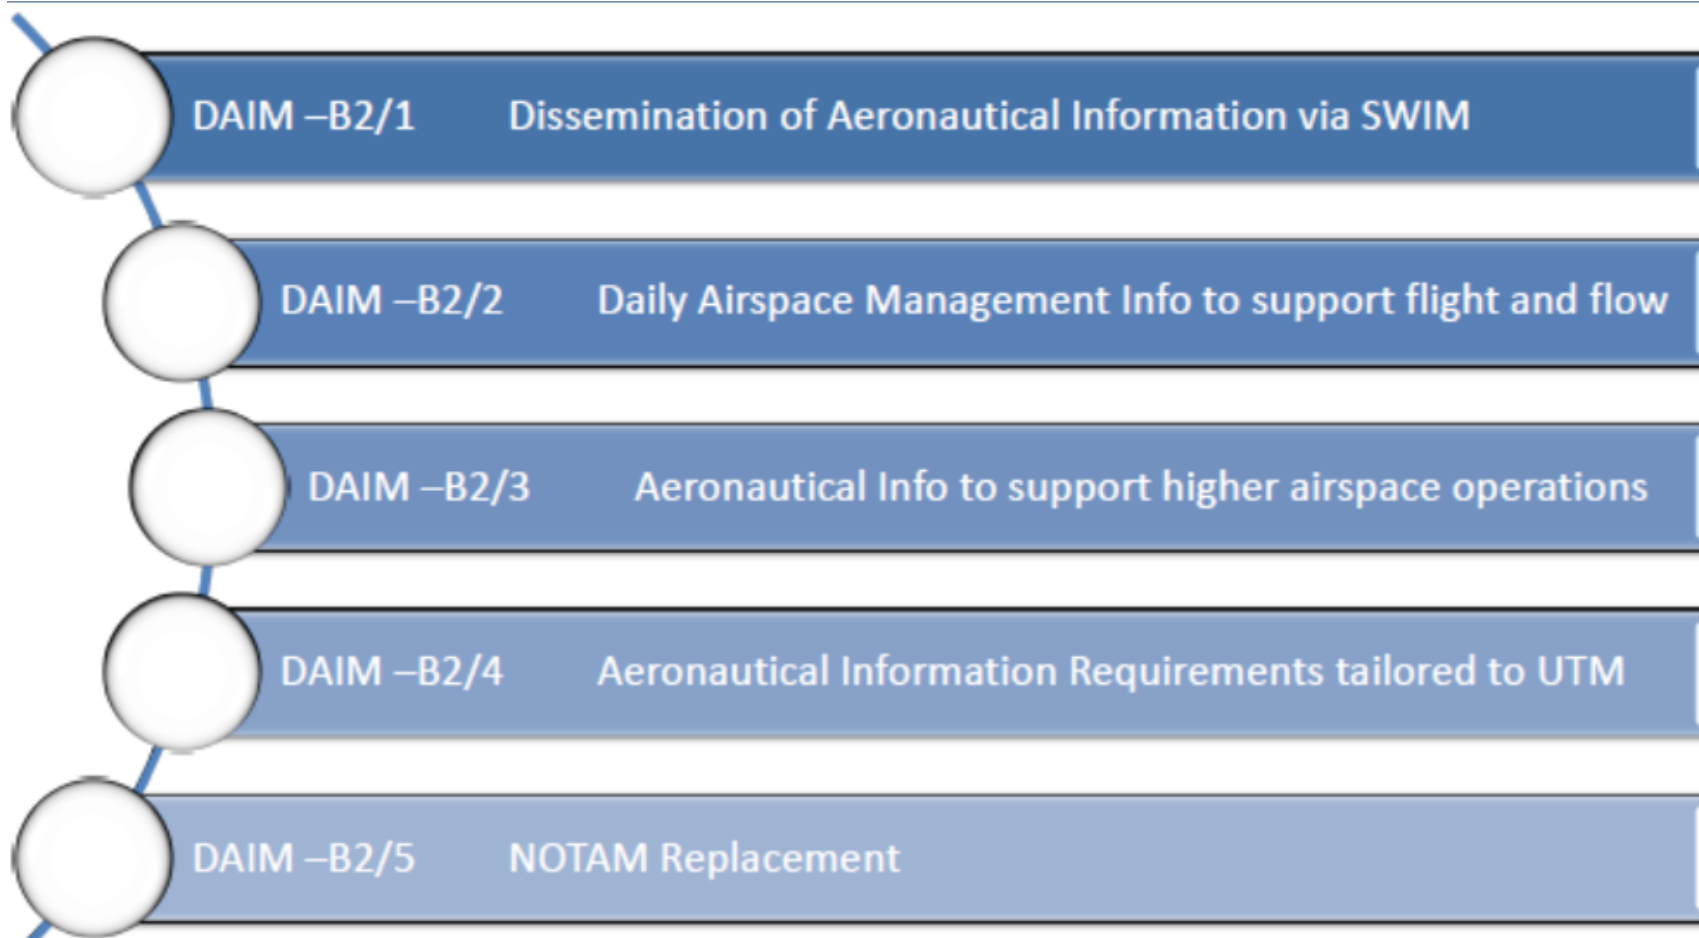 DAIM –B2/1 Dissemination of Aeronautical Information via SWIM
DAIM –B2/2 Daily Airspace Management Info to support flight and flow
DAIM –B2/3 Aeronautical Info to support higher airspace operations
DAIM –B2/4 Aeronautical Information Requirements tailored to UTM
DAIM –B2/5 NOTAM Replacement